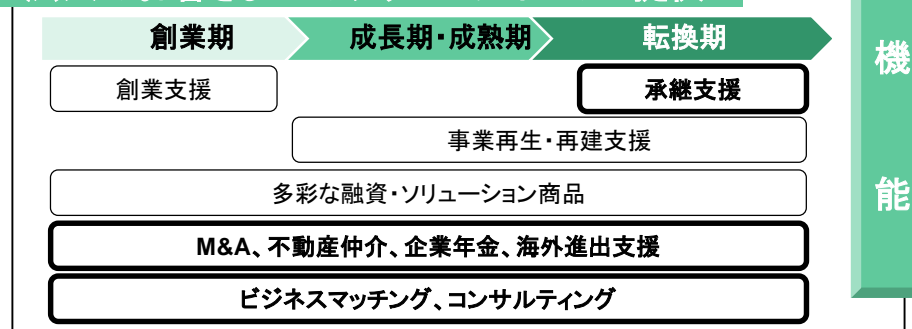 創業期
成長期・成熟期
転換期
創業支援
承継支援
事業再生・再建支援
多彩な融資・ソリューション商品
M&A、不動産仲介、企業年金、海外進出支援
ビジネスマッチング、コンサルティング
機
能